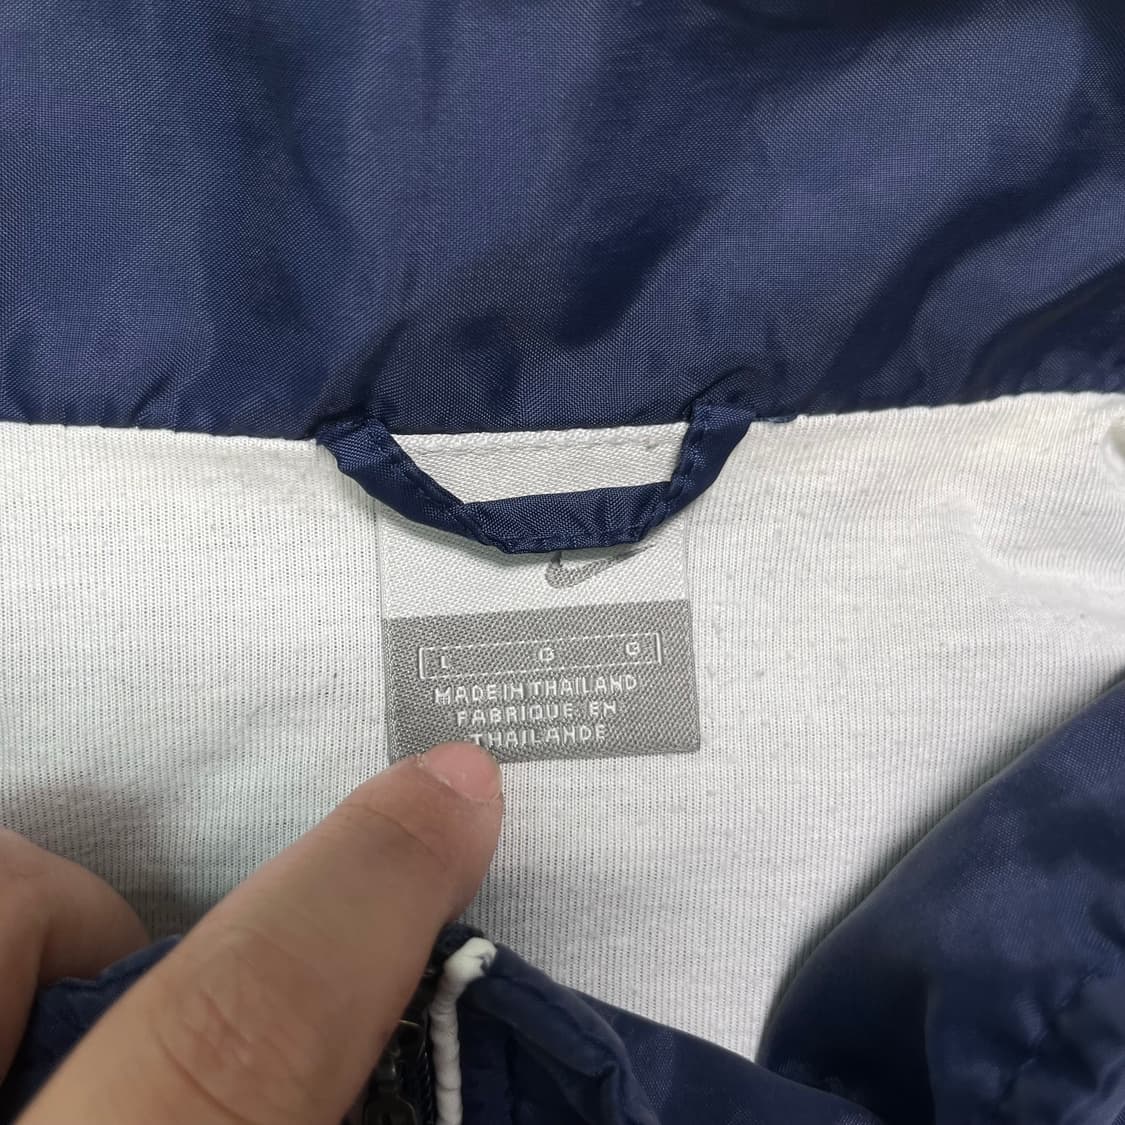 L G G
MADE IN THAILAND
FABRIQUE EN
THAILANDE